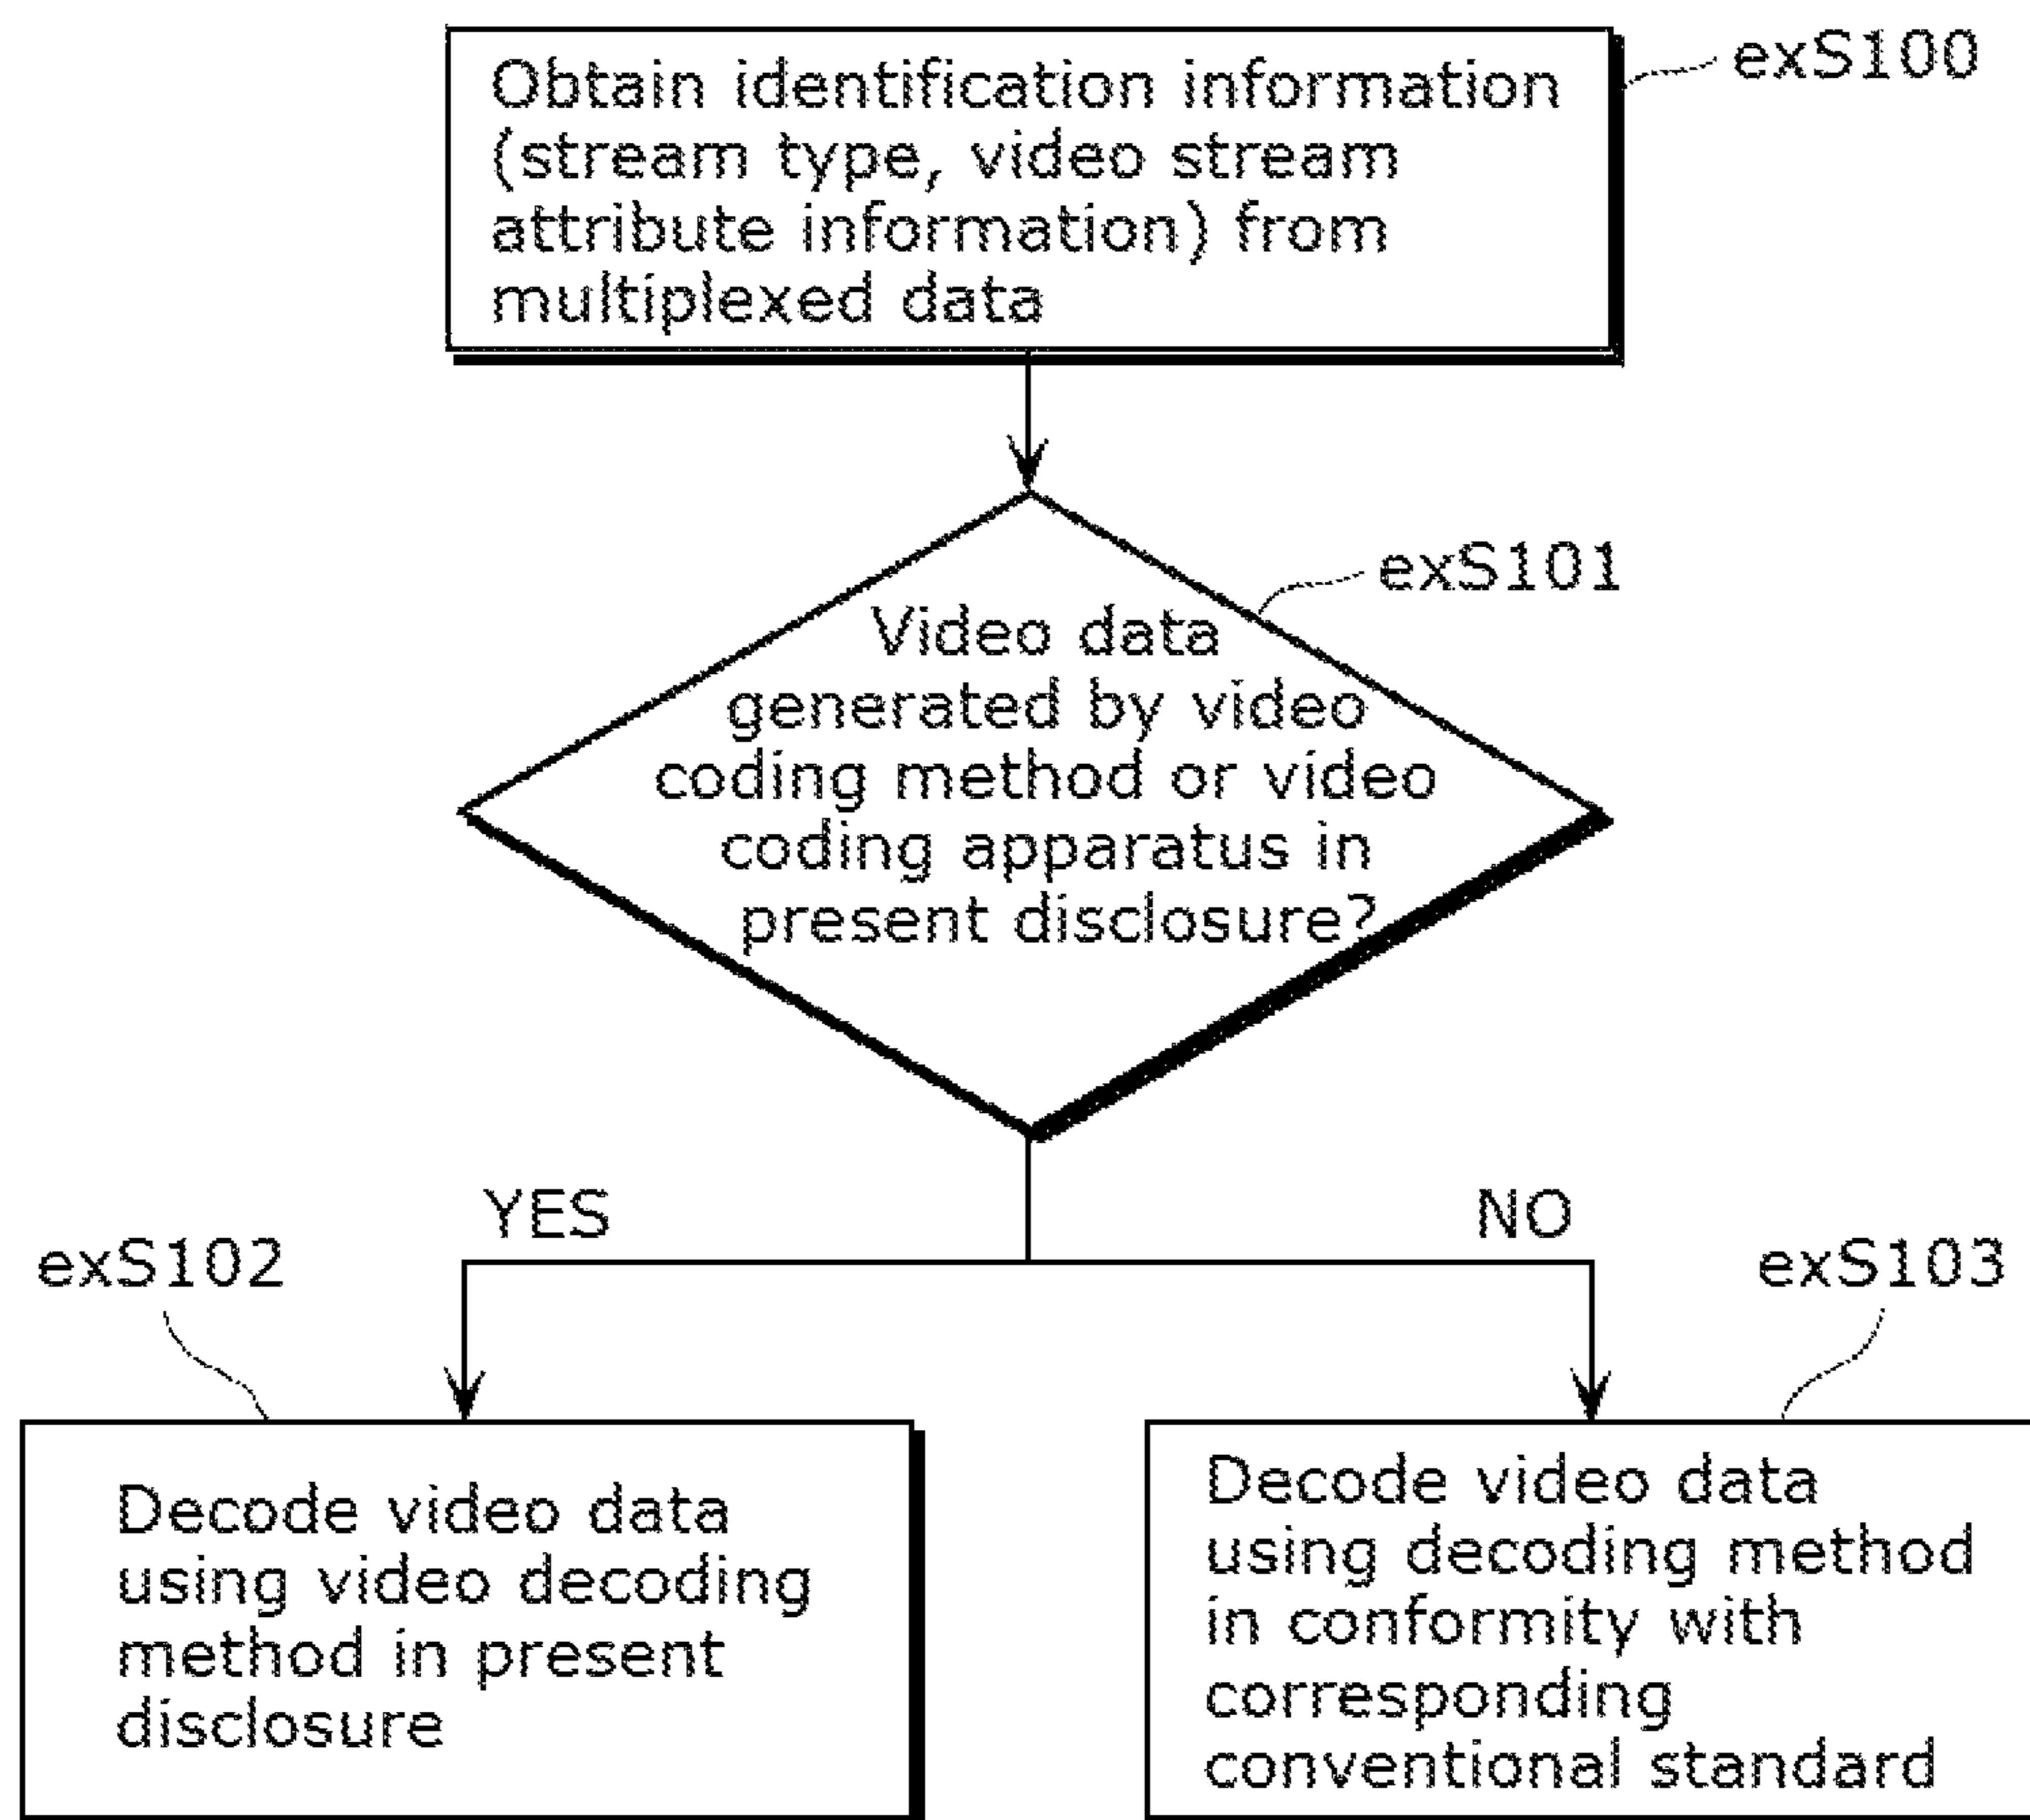 Obtain identification information
(stream type, video stream
attribute information) from
multiplexed data
exS100
exS101
Video data
generated by video
coding method or video
coding apparatus in
present disclosure?
YES
NO
exS102
exS103
Decode video data
using video decoding
method in present
disclosure
Decode video data
using decoding method
in conformity with
corresponding
conventional standard